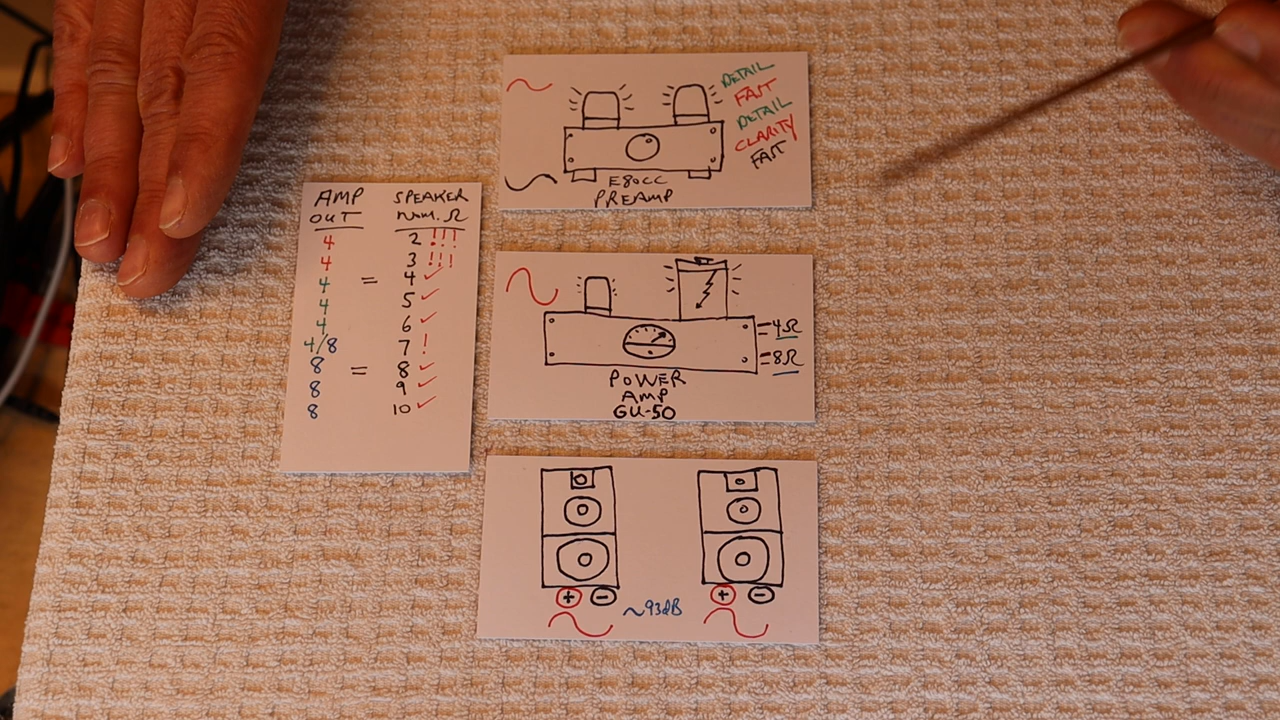 AMP SPEAKER
OUT NOM. Ω
4 2 !!!
4 3 !!!
4 = 4 ✓
4 5 ✓
4 6 ✓
4/8 7 !
8 = 8 ✓
8 9 ✓
8 10 ✓
DETAIL
FAST
DETAIL
CLARITY
FAST
E80CC
PREAMP
4Ω
8Ω
POWER
AMP
GU-50
+ − ~93dB + −